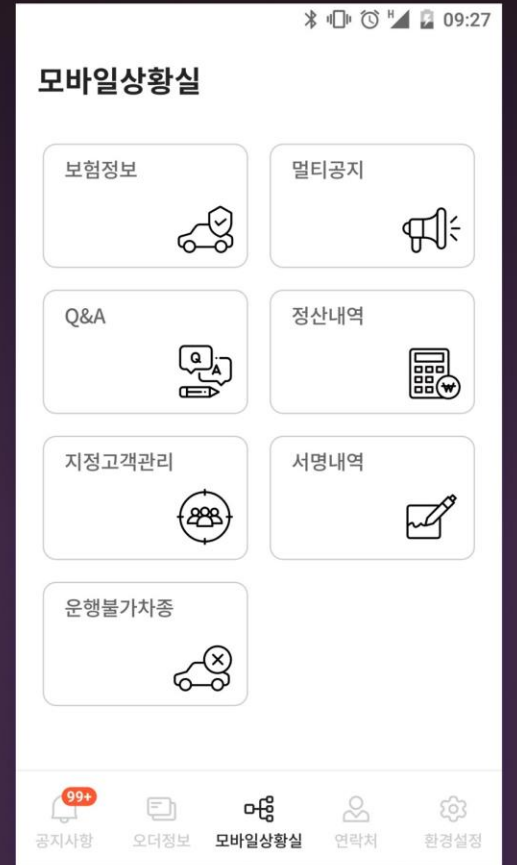 09:27
모바일상황실
보험정보
멀티공지
Q&A
Q
A
정산내역
₩
지정고객관리
서명내역
운행불가차종
99+
공지사항
오더정보
모바일상황실
연락처
환경설정